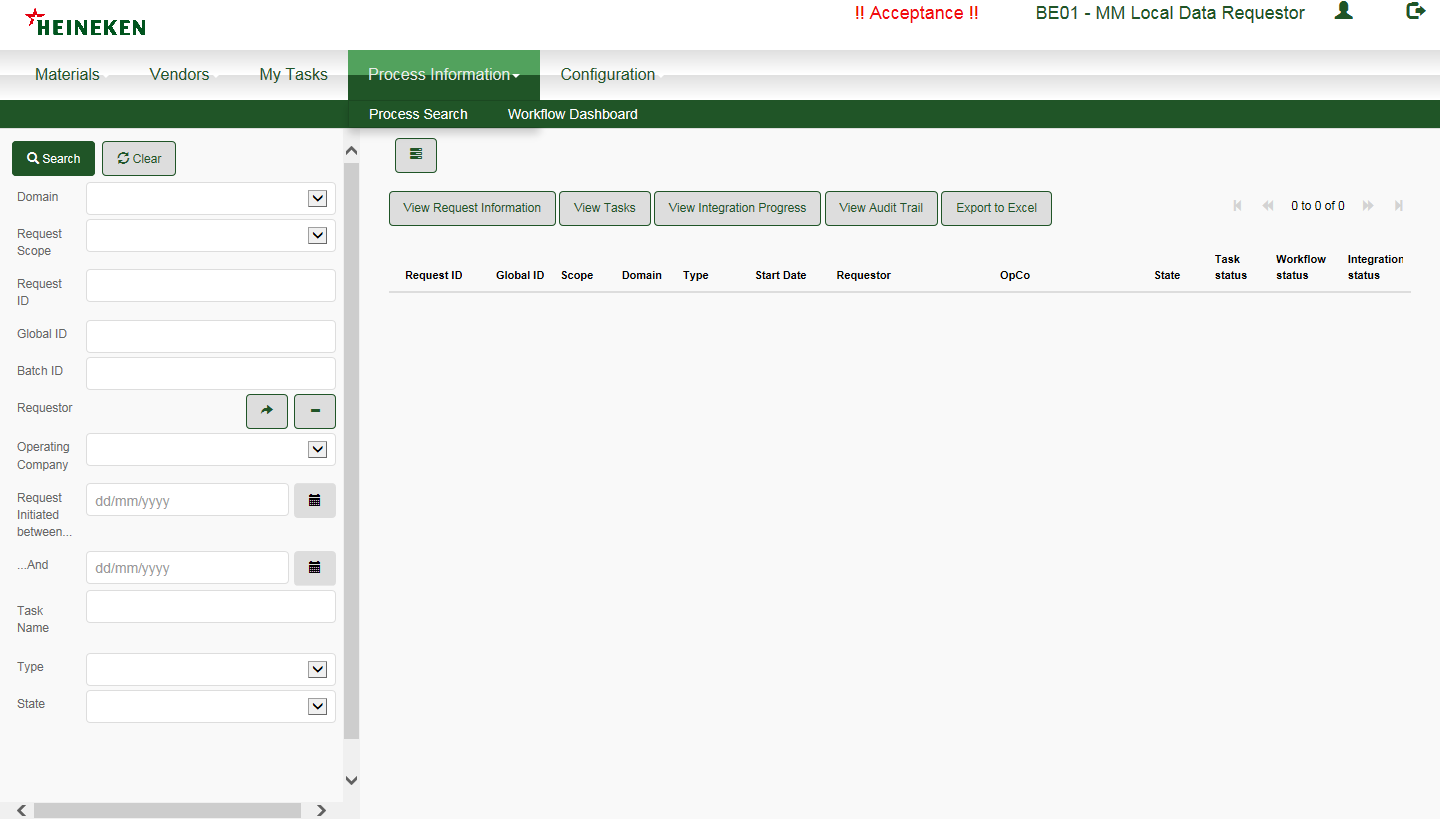 HEINEKEN
!! Acceptance !!
BE01 - MM Local Data Requestor
Materials
Vendors
My Tasks
Process Information
Configuration
Process Search
Workflow Dashboard
Search
Clear
Domain
Request
Scope
Request
ID
Global ID
Batch ID
Requestor
Operating
Company
Request
Initiated
between...
dd/mm/yyyy
...And
dd/mm/yyyy
Task
Name
Type
State
View Request Information
View Tasks
View Integration Progress
View Audit Trail
Export to Excel
0 to 0 of 0
Request ID
Global ID
Scope
Domain
Type
Start Date
Requestor
OpCo
State
Task
status
Workflow
status
Integration
status